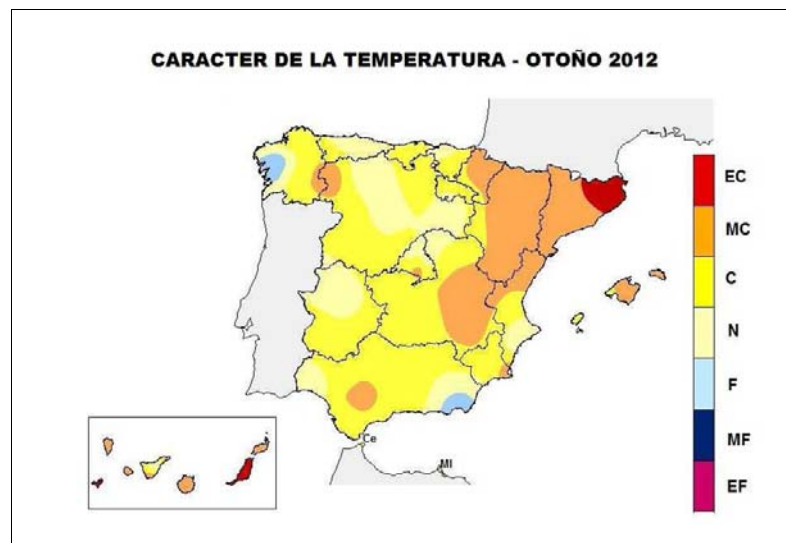 CARACTER DE LA TEMPERATURA - OTOÑO 2012
EC
MC
C
N
F
MF
EF
Ce
Ml